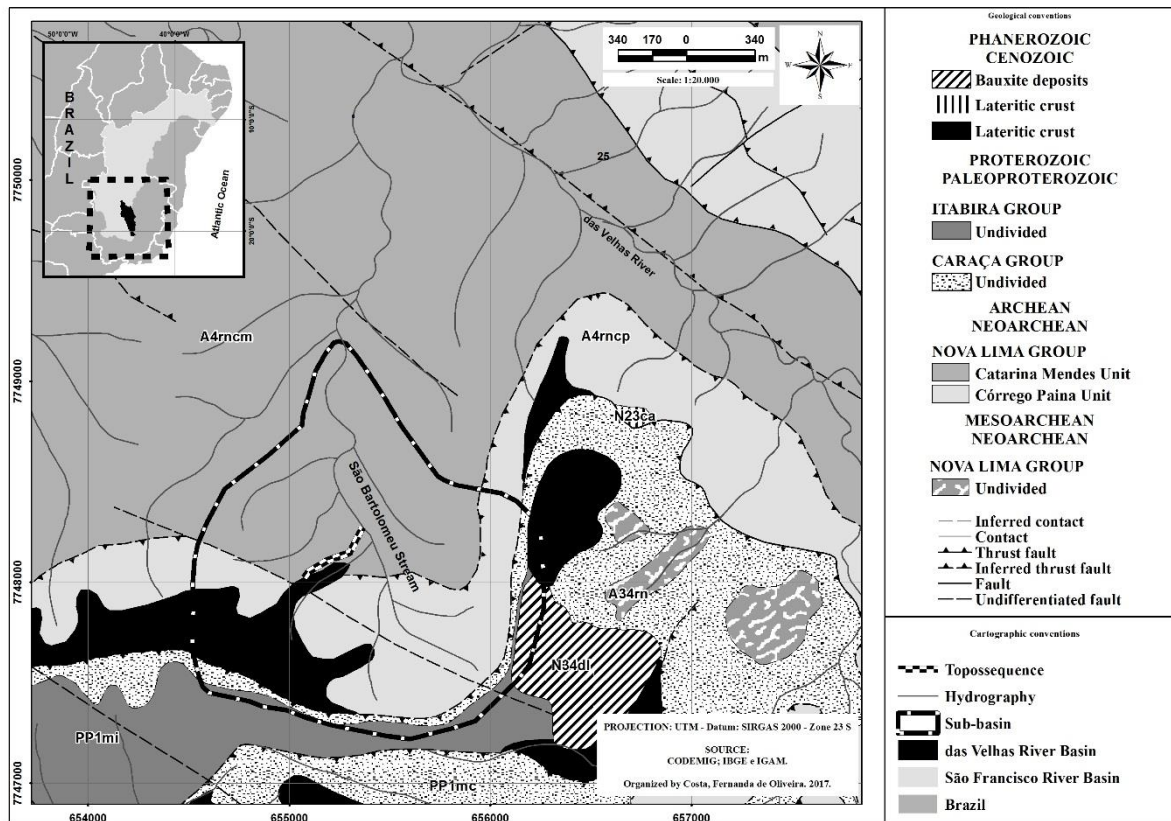 50°0'0"W
40°0'0"W
BRAZIL
10°0'0"S
20°0'0"S
Atlantic Ocean
340 170 0 340
m
Scale: 1:20.000
N
W E
S
7750000
7749000
7748000
7747000
25
das Velhas River
A4rncm
A4rncp
N23ca
São Bartolomeu Stream
A34rn
N34dl
PP1mi
PP1mc
PROJECTION: UTM - Datum: SIRGAS 2000 - Zone 23 S
SOURCE:
CODEMIG; IBGE e IGAM.
Organized by Costa, Fernanda de Oliveira. 2017.
654000
655000
656000
657000
Geological conventions
PHANEROZOIC
CENOZOIC
Bauxite deposits
Lateritic crust
Lateritic crust
PROTEROZOIC
PALEOPROTEROZOIC
ITABIRA GROUP
Undivided
CARAÇA GROUP
Undivided
ARCHEAN
NEOARCHEAN
NOVA LIMA GROUP
Catarina Mendes Unit
Córrego Paina Unit
MESOARCHEAN
NEOARCHEAN
NOVA LIMA GROUP
Undivided
Inferred contact
Contact
Thrust fault
Inferred thrust fault
Fault
Undifferentiated fault
Cartographic conventions
Topossequence
Hydrography
Sub-basin
das Velhas River Basin
São Francisco River Basin
Brazil